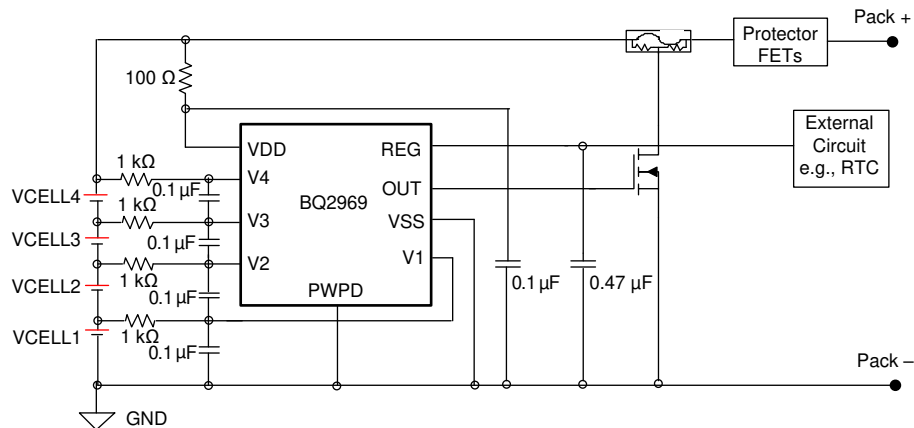 Pack +
Protector
FETs
100 Ω
External
Circuit
e.g., RTC
VDD
REG
1 kΩ
V4
0.1 µF
VCELL4
BQ2969
OUT
1 kΩ
V3
VSS
VCELL3
0.1 µF
V2
V1
1 kΩ
VCELL2
0.1 µF
PWPD
0.1 µF
0.47 µF
VCELL1
1 kΩ
0.1 µF
Pack –
GND